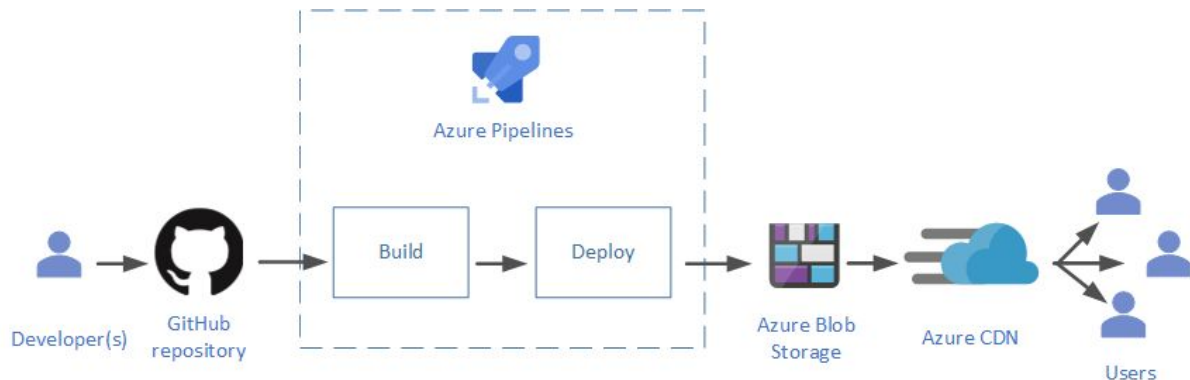 Azure Pipelines
Build
Deploy
Developer(s)
GitHub
repository
Azure Blob
Storage
Azure CDN
Users